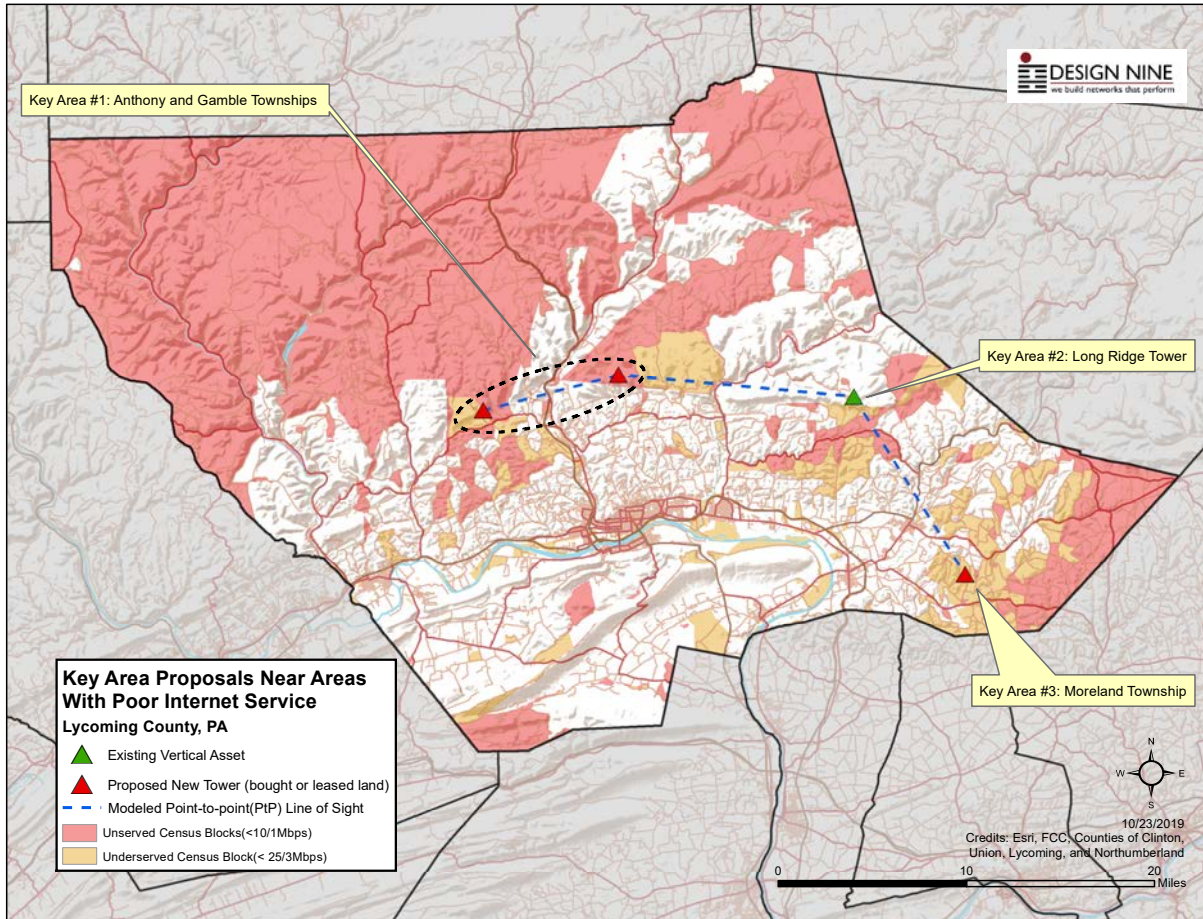 DESIGN NINE
we build networks that perform
Key Area #1: Anthony and Gamble Townships
Key Area #2: Long Ridge Tower
Key Area #3: Moreland Township
Key Area Proposals Near Areas
With Poor Internet Service
Lycoming County, PA
Existing Vertical Asset
Proposed New Tower (bought or leased land)
Modeled Point-to-point(PtP) Line of Sight
Unserved Census Blocks(<10/1Mbps)
Underserved Census Block(< 25/3Mbps)
N
W E
S
10/23/2019
Credits: Esri, FCC, Counties of Clinton,
Union, Lycoming, and Northumberland
0 10 20
Miles